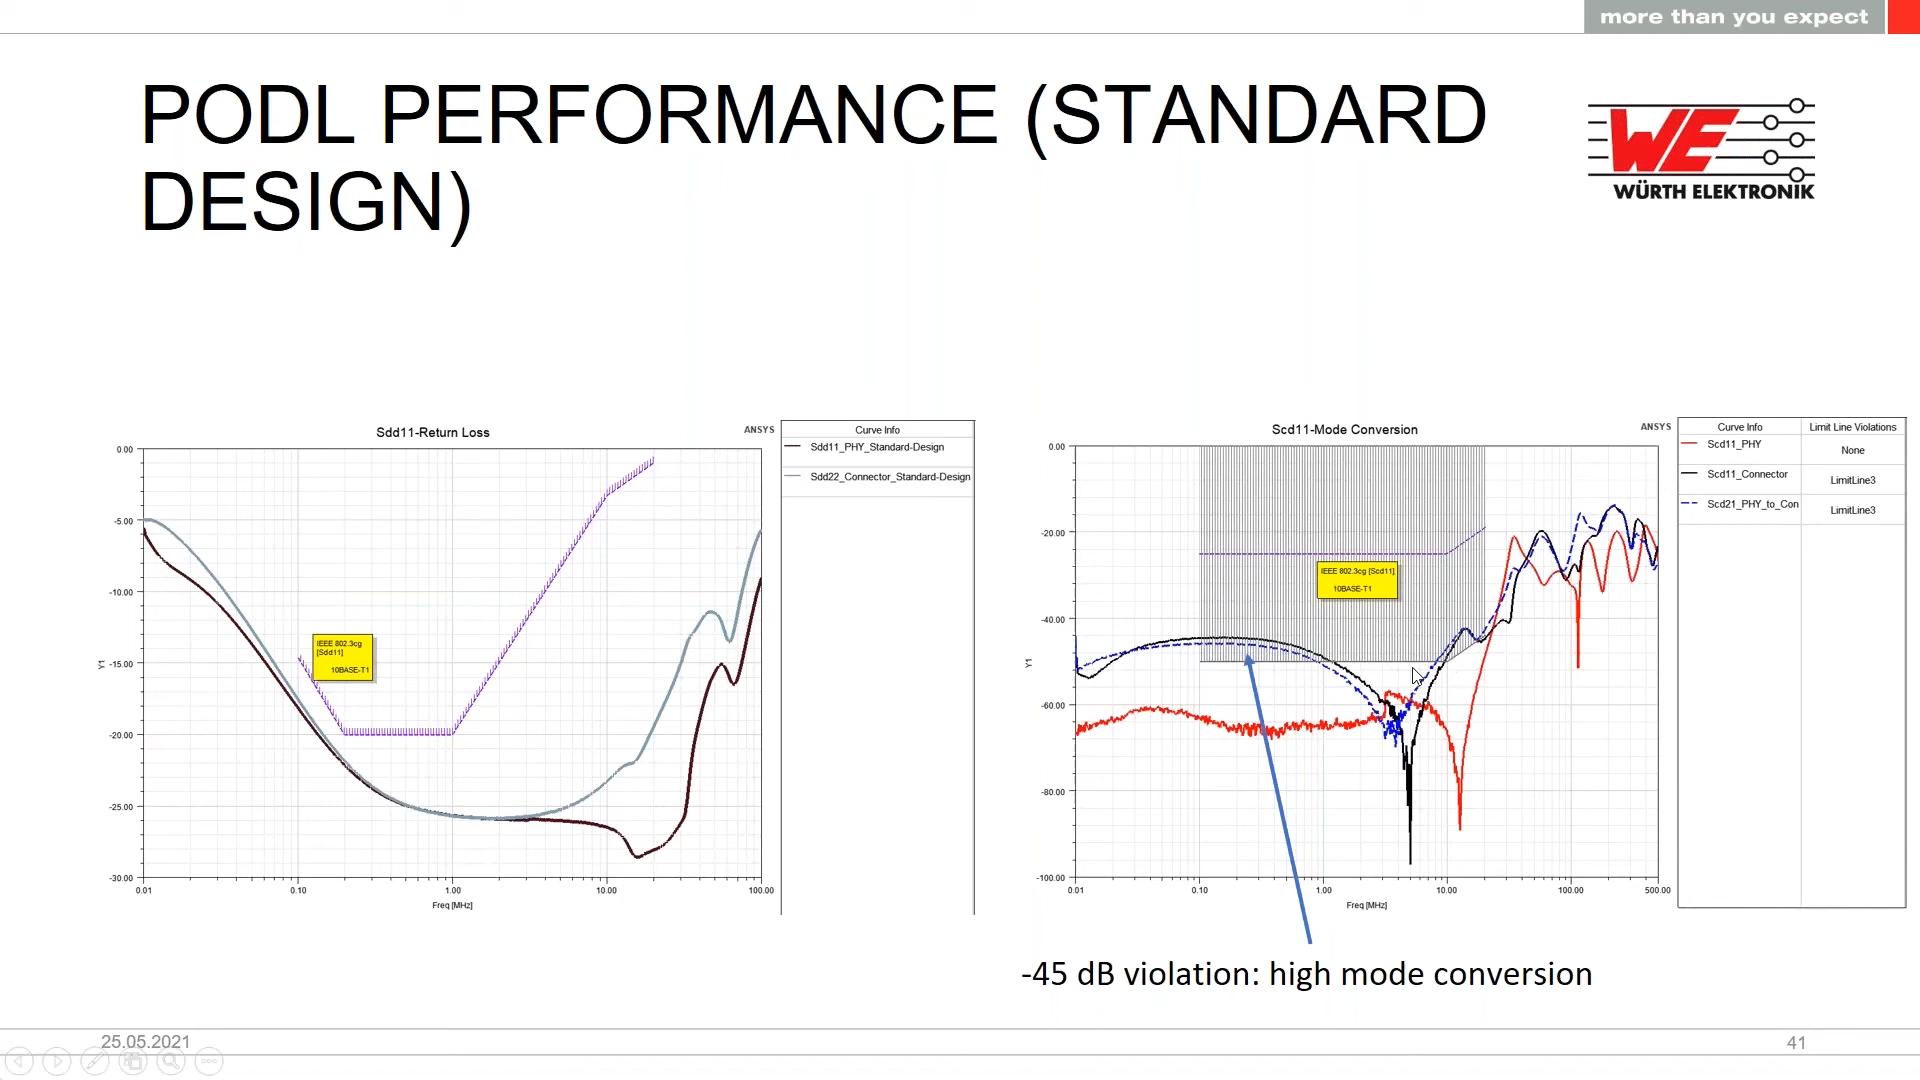 more than you expect
PODL PERFORMANCE (STANDARD
DESIGN)
WE
WÜRTH ELEKTRONIK
Sdd11-Return Loss
ANSYS
Curve Info
Sdd11_PHY_Standard-Design
Sdd22_Connector_Standard-Design
0.00
-5.00
-10.00
-15.00
-20.00
-25.00
-30.00
Y1
IEEE 802.3cg
[Sdd11]
10BASE-T1
0.01
0.10
1.00
10.00
100.00
Freq [MHz]
Scd11-Mode Conversion
ANSYS
Curve Info
Limit Line Violations
Scd11_PHY
None
Scd11_Connector
LimitLine3
Scd21_PHY_to_Con
LimitLine3
0.00
-20.00
-40.00
-60.00
-80.00
-100.00
Y1
IEEE 802.3cg [Scd11]
10BASE-T1
0.01
0.10
1.00
10.00
100.00
500.00
Freq [MHz]
-45 dB violation: high mode conversion
25.05.2021
41